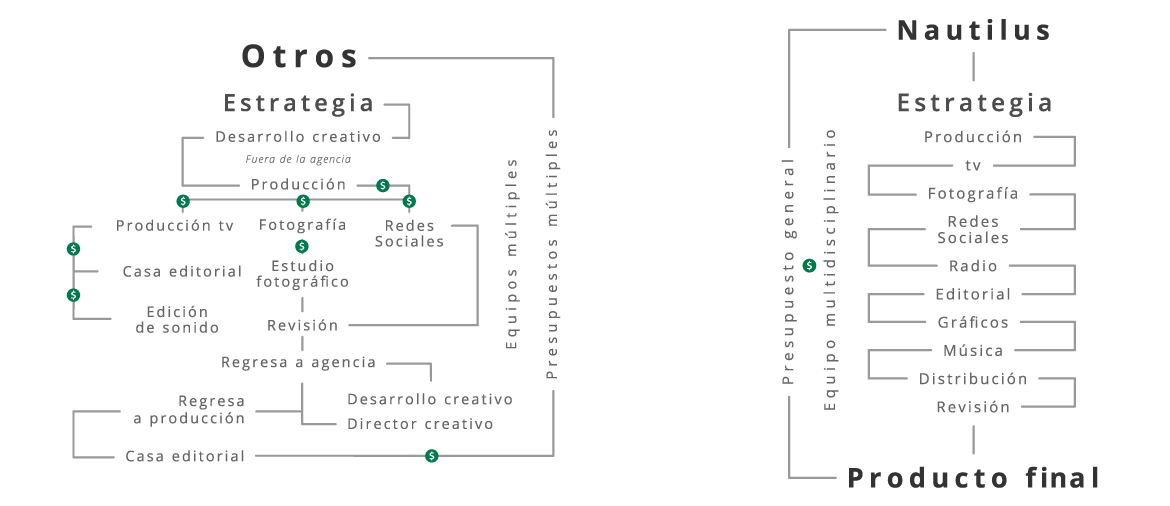 Otros
Estrategia
Desarrollo creativo
Fuera de la agencia
Producción
$
$
$
$
Producción tv
Fotografía
Redes
Sociales
$
$
Casa editorial
Estudio
fotográfico
$
Edición
de sonido
Revisión
Regresa a agencia
Desarrollo creativo
Director creativo
Regresa
a producción
Casa editorial
$
Equipos múltiples
Presupuestos múltiples
Nautilus
Estrategia
Producción
tv
Fotografía
Redes
Sociales
Radio
Editorial
Gráficos
Música
Distribución
Revisión
Presupuesto general
$
Equipo multidisciplinario
Producto final